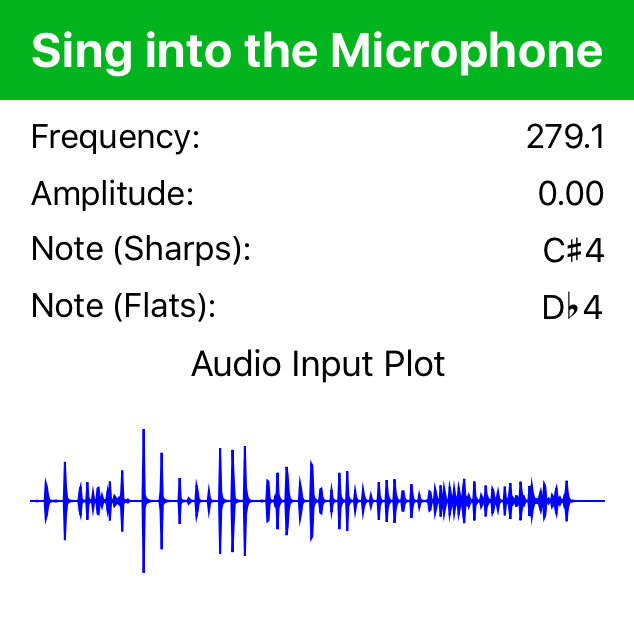 Sing into the Microphone
Frequency: 279.1
Amplitude: 0.00
Note (Sharps): C♯4
Note (Flats): D♭4
Audio Input Plot